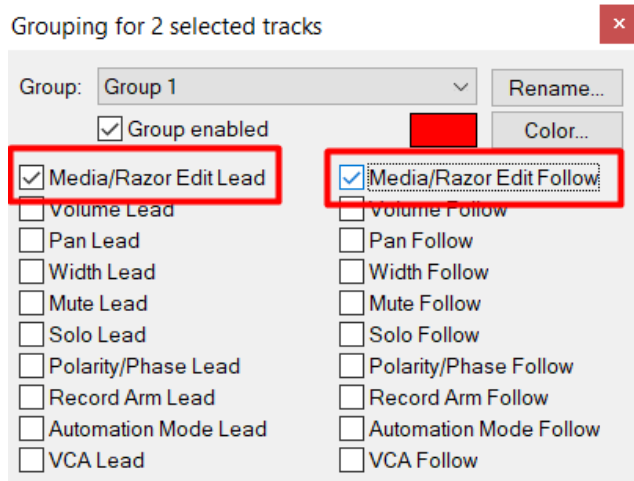 Grouping for 2 selected tracks
Group: Group 1 Rename...
Group enabled Color...
Media/Razor Edit Lead Media/Razor Edit Follow
Volume Lead Volume Follow
Pan Lead Pan Follow
Width Lead Width Follow
Mute Lead Mute Follow
Solo Lead Solo Follow
Polarity/Phase Lead Polarity/Phase Follow
Record Arm Lead Record Arm Follow
Automation Mode Lead Automation Mode Follow
VCA Lead VCA Follow